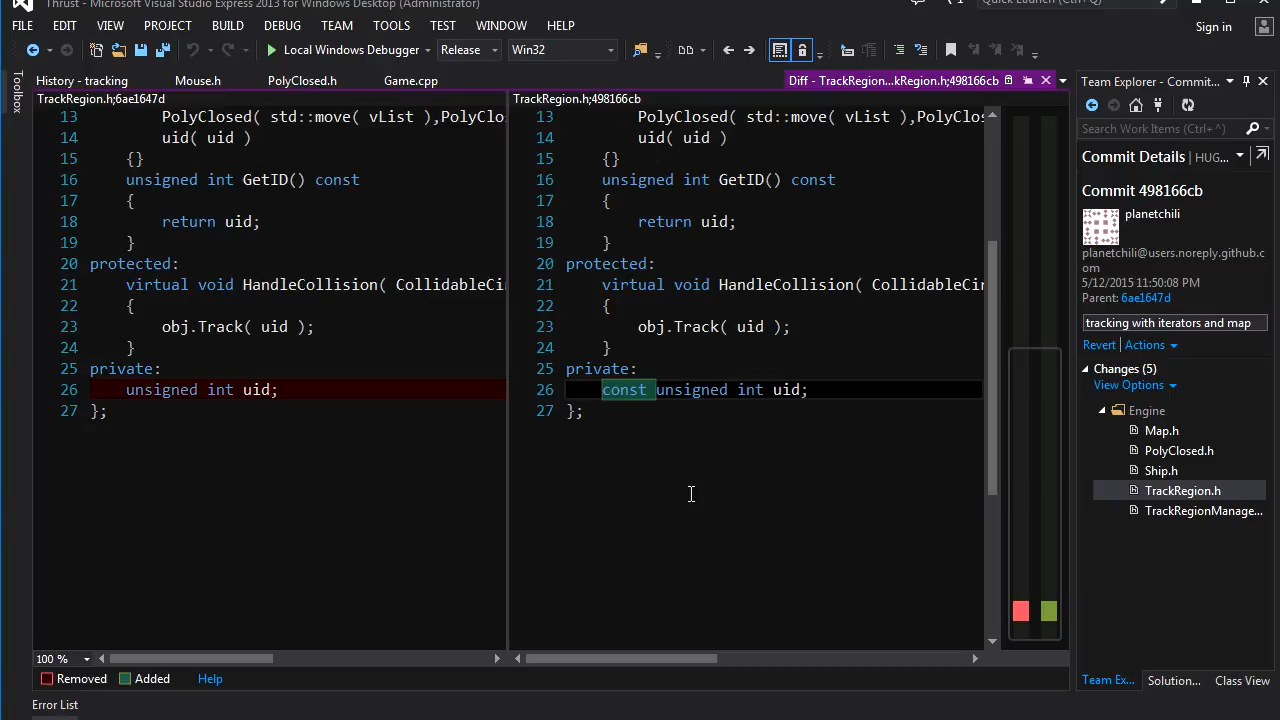 Thrust - Microsoft Visual Studio Express 2013 for Windows Desktop (Administrator)
FILE EDIT VIEW PROJECT BUILD DEBUG TEAM TOOLS TEST WINDOW HELP
Sign in
Local Windows Debugger Release Win32
Toolbox
History - tracking Mouse.h PolyClosed.h Game.cpp Diff - TrackRegion...kRegion.h;498166cb
TrackRegion.h;6ae1647d
13 PolyClosed( std::move( vList ),PolyClo
14 uid( uid )
15 {}
16 unsigned int GetID() const
17 {
18 return uid;
19 }
20 protected:
21 virtual void HandleCollision( CollidableCi
22 {
23 obj.Track( uid );
24 }
25 private:
26 unsigned int uid;
27 };
100 %
TrackRegion.h;498166cb
13 PolyClosed( std::move( vList ),PolyClo
14 uid( uid )
15 {}
16 unsigned int GetID() const
17 {
18 return uid;
19 }
20 protected:
21 virtual void HandleCollision( CollidableCi
22 {
23 obj.Track( uid );
24 }
25 private:
26 const unsigned int uid;
27 };
Removed Added Help
Error List
Team Explorer - Commit...
Search Work Items (Ctrl+')
Commit Details | HUG...
Commit 498166cb
planetchili
planetchili@users.noreply.github.c
om
5/12/2015 11:50:08 PM
Parent: 6ae1647d
tracking with iterators and map
Revert Actions
Changes (5)
View Options
Engine
Map.h
PolyClosed.h
Ship.h
TrackRegion.h
TrackRegionManage...
Team Ex... Solution... Class View